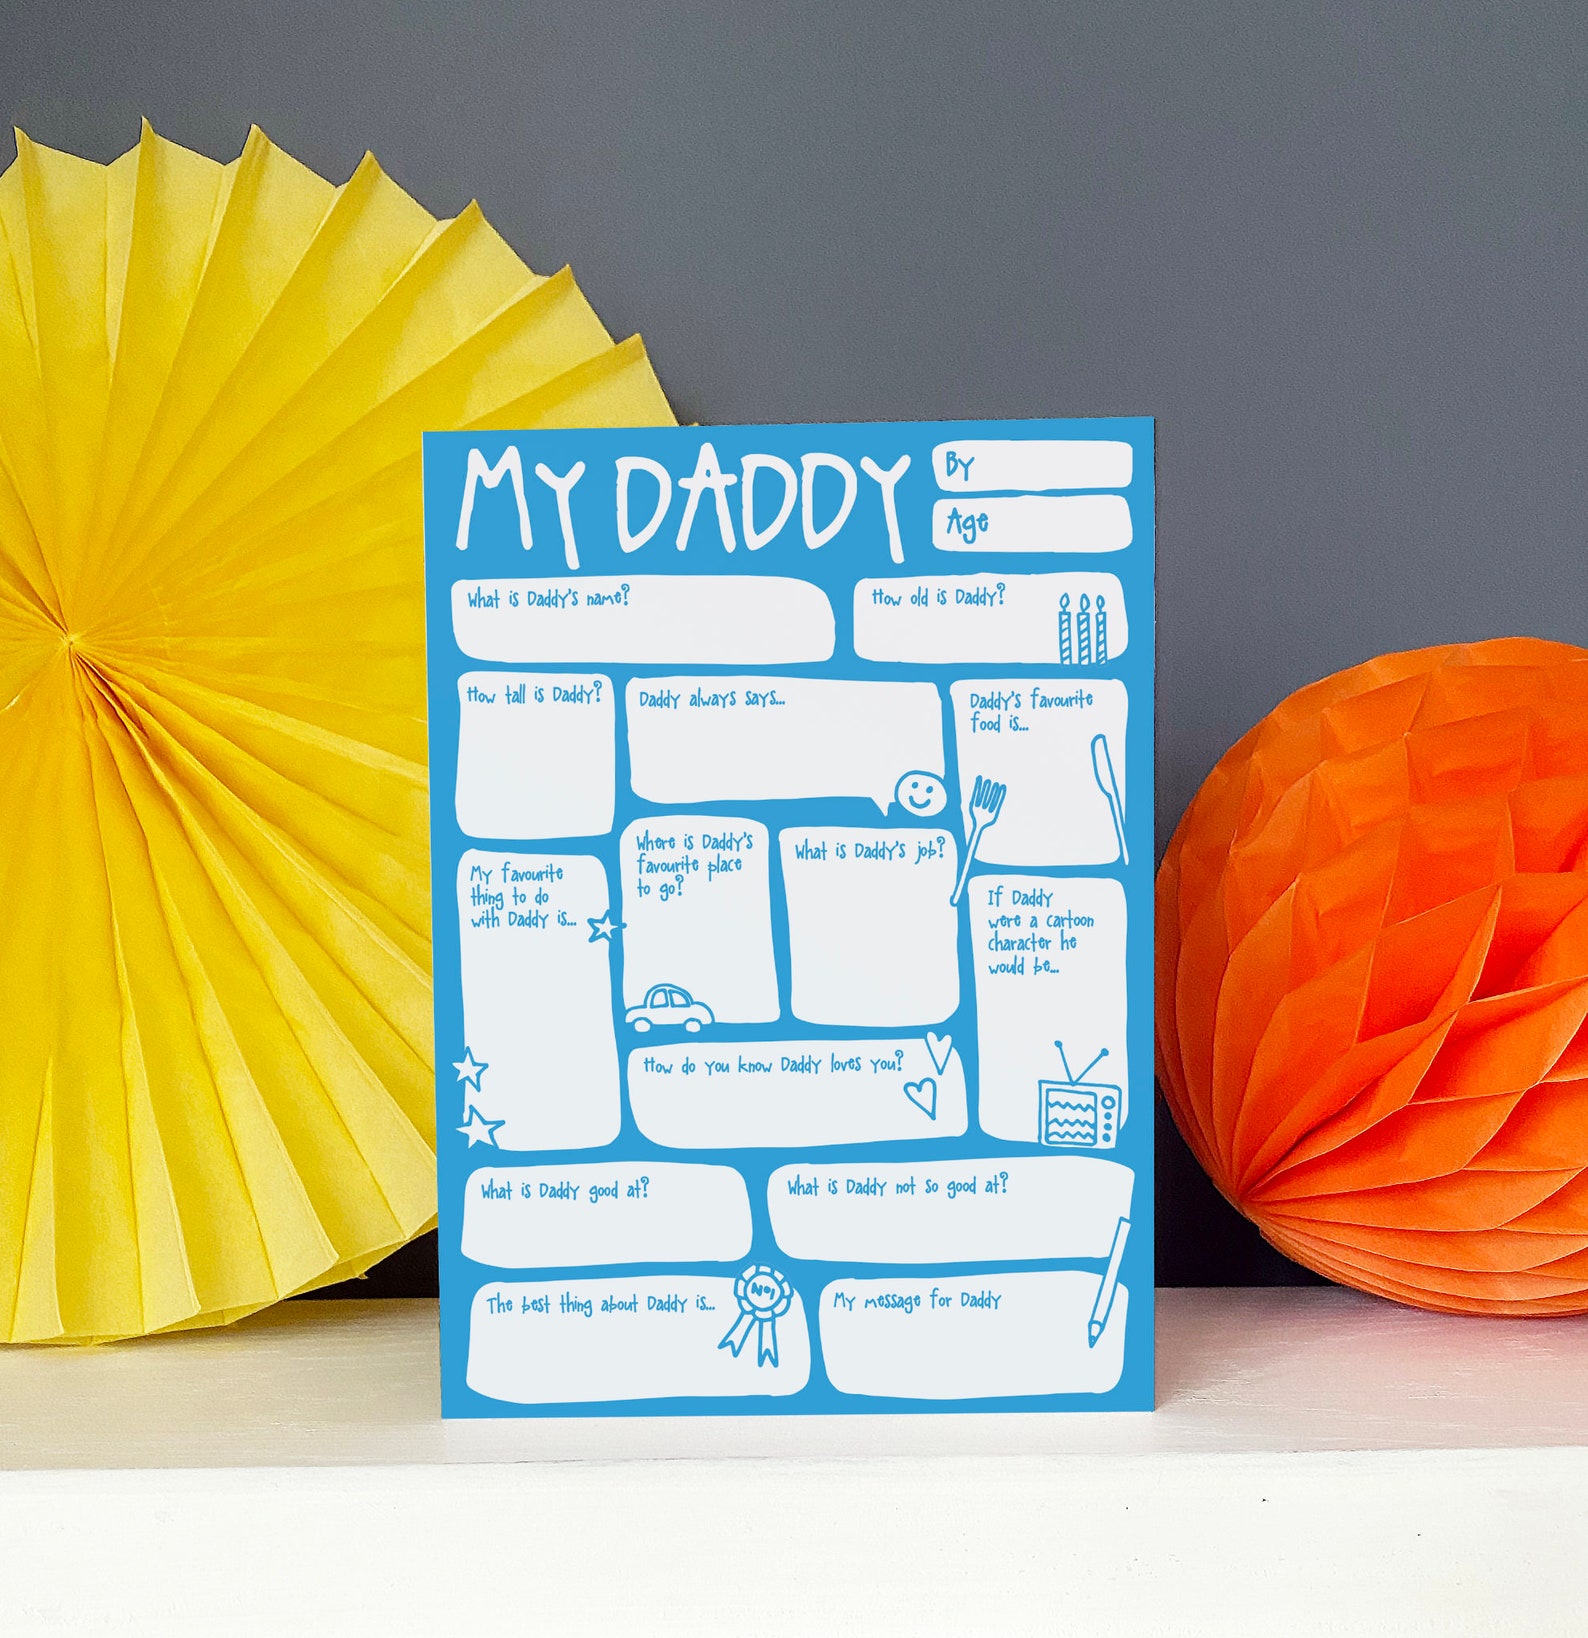 MY DADDY
By
Age
What is Daddy's name?
How old is Daddy?
How tall is Daddy?
Daddy always says...
Daddy's favourite
food is...
My favourite
thing to do
with Daddy is...
Where is Daddy's
favourite place
to go?
What is Daddy's job?
If Daddy
were a cartoon
character he
would be...
How do you know Daddy loves you?
What is Daddy good at?
What is Daddy not so good at?
The best thing about Daddy is...
No1
My message for Daddy